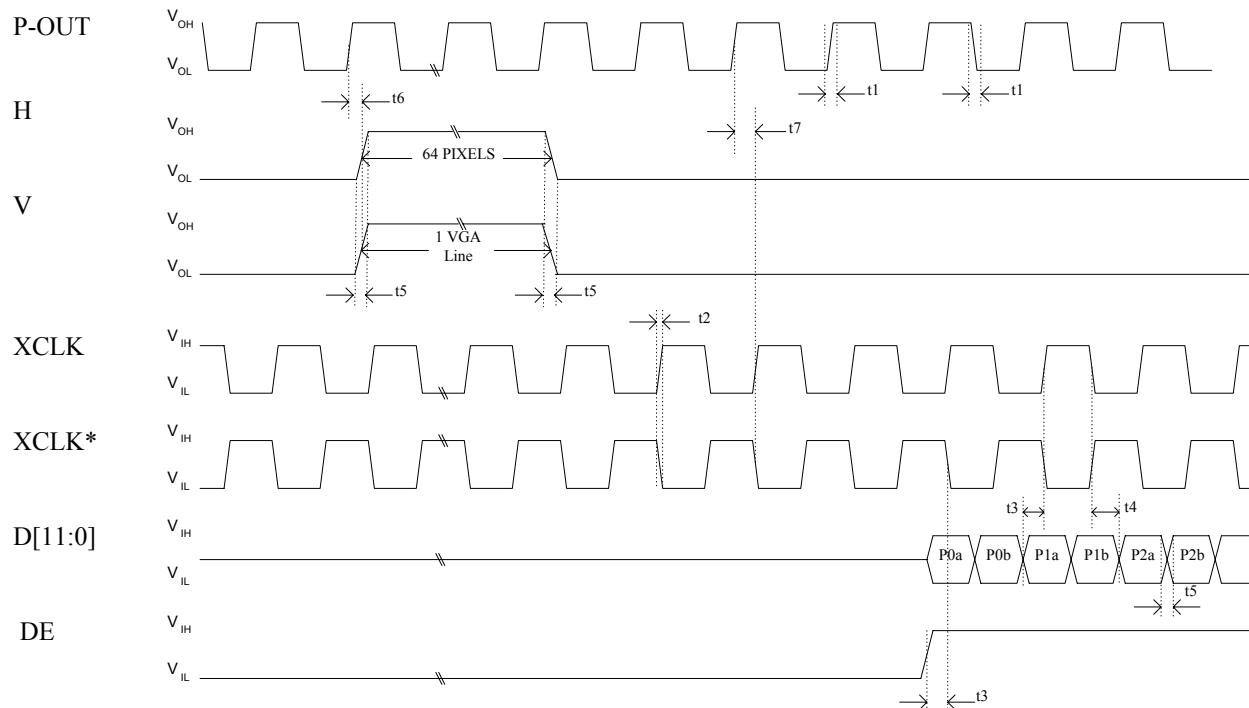 P-OUT
VOH
VOL
t6
t1
t1
H
VOH
64 PIXELS
t7
VOL
V
VOH
1 VGA
Line
VOL
t5
t5
t2
XCLK
VIH
VIL
XCLK*
VIH
VIL
D[11:0]
VIH
t3
t4
P0a
P0b
P1a
P1b
P2a
P2b
VIL
t5
DE
VIH
VIL
t3